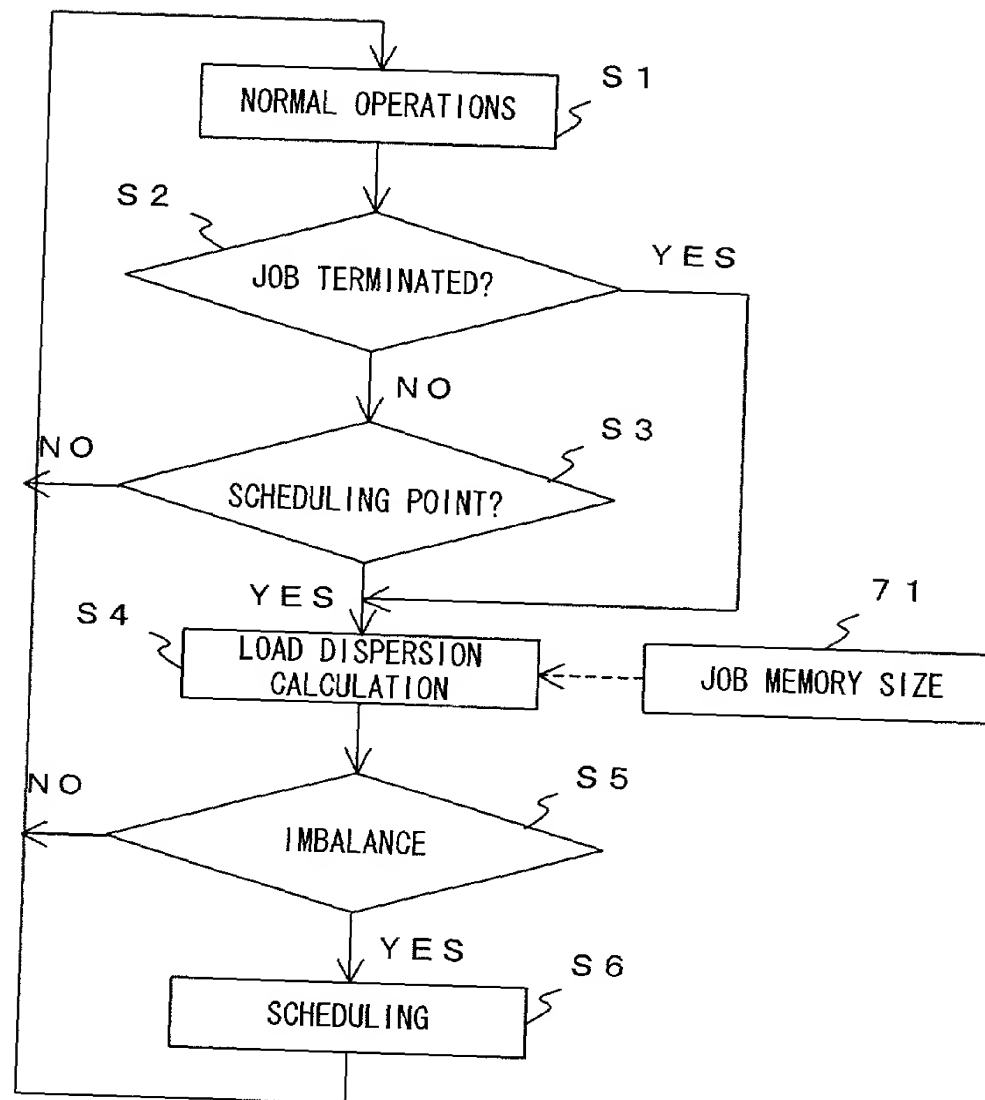 S1
NORMAL OPERATIONS
S2
YES
JOB TERMINATED?
NO
S3
NO
SCHEDULING POINT?
YES
71
S4
LOAD DISPERSION
CALCULATION
JOB MEMORY SIZE
S5
NO
IMBALANCE
YES
S6
SCHEDULING